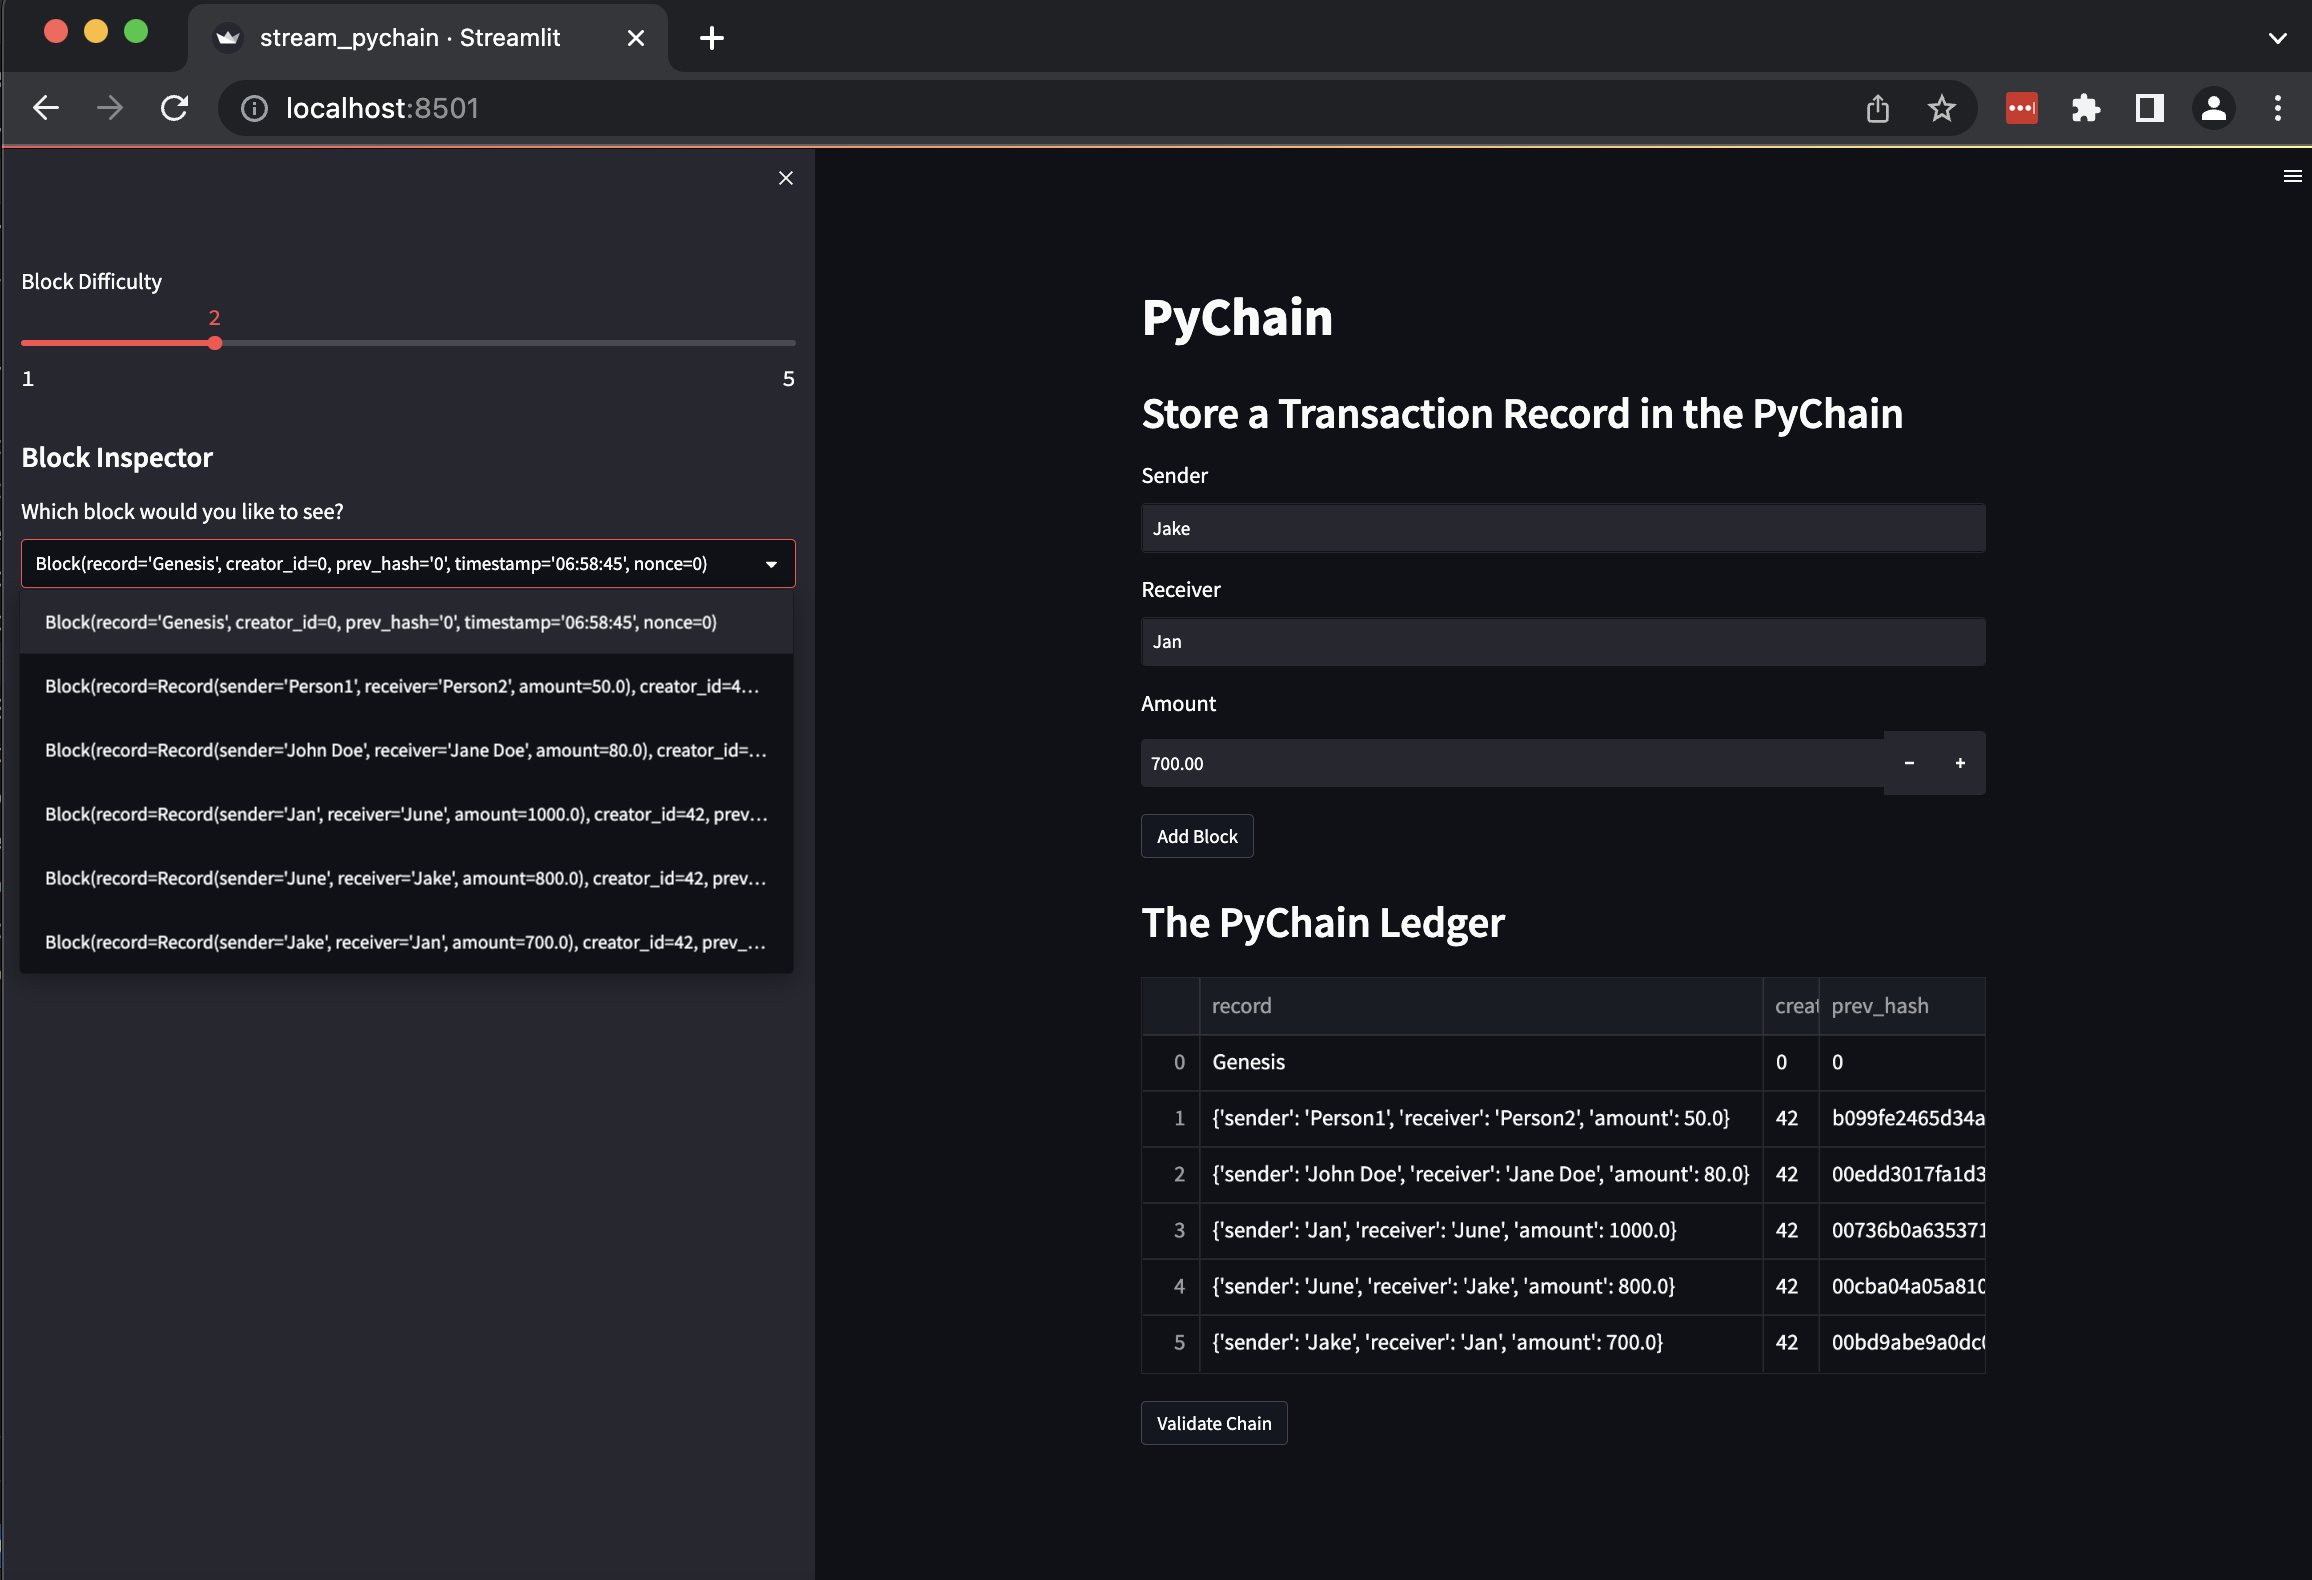 stream_pychain · Streamlit
localhost:8501
Block Difficulty
2
1
5
Block Inspector
Which block would you like to see?
Block(record='Genesis', creator_id=0, prev_hash='0', timestamp='06:58:45', nonce=0)
Block(record='Genesis', creator_id=0, prev_hash='0', timestamp='06:58:45', nonce=0)
Block(record=Record(sender='Person1', receiver='Person2', amount=50.0), creator_id=4…
Block(record=Record(sender='John Doe', receiver='Jane Doe', amount=80.0), creator_id=…
Block(record=Record(sender='Jan', receiver='June', amount=1000.0), creator_id=42, prev…
Block(record=Record(sender='June', receiver='Jake', amount=800.0), creator_id=42, prev…
Block(record=Record(sender='Jake', receiver='Jan', amount=700.0), creator_id=42, prev_…
PyChain
Store a Transaction Record in the PyChain
Sender
Jake
Receiver
Jan
Amount
700.00
Add Block
The PyChain Ledger
record creat prev_hash
0 Genesis 0 0
1 {'sender': 'Person1', 'receiver': 'Person2', 'amount': 50.0} 42 b099fe2465d34a
2 {'sender': 'John Doe', 'receiver': 'Jane Doe', 'amount': 80.0} 42 00edd3017fa1d3
3 {'sender': 'Jan', 'receiver': 'June', 'amount': 1000.0} 42 00736b0a635371
4 {'sender': 'June', 'receiver': 'Jake', 'amount': 800.0} 42 00cba04a05a810
5 {'sender': 'Jake', 'receiver': 'Jan', 'amount': 700.0} 42 00bd9abe9a0dc
Validate Chain